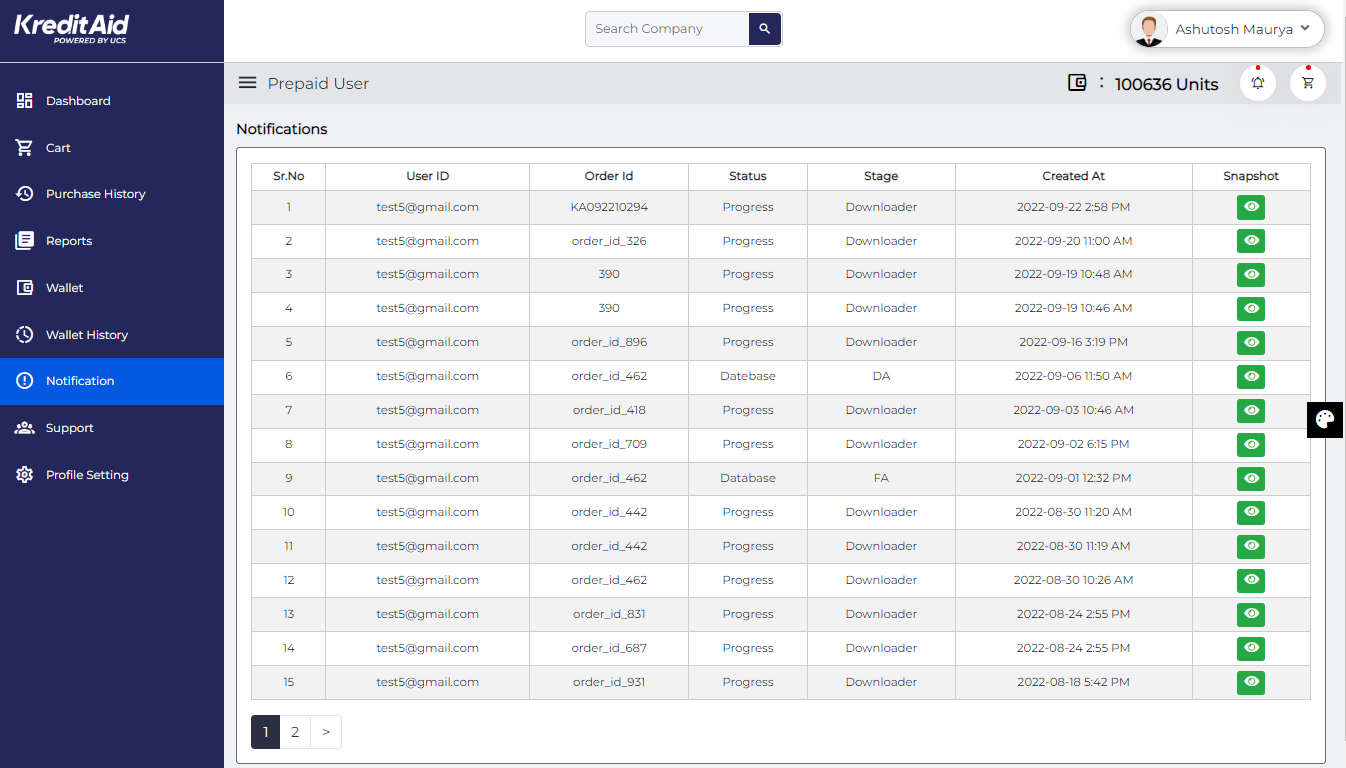 KreditAid
POWERED BY UCS
Search Company
Ashutosh Maurya
Prepaid User
: 100636 Units
Dashboard
Cart
Purchase History
Reports
Wallet
Wallet History
Notification
Support
Profile Setting
Notifications
Sr.No User ID Order Id Status Stage Created At Snapshot
1 test5@gmail.com KA092210294 Progress Downloader 2022-09-22 2:58 PM
2 test5@gmail.com order_id_326 Progress Downloader 2022-09-20 11:00 AM
3 test5@gmail.com 390 Progress Downloader 2022-09-19 10:48 AM
4 test5@gmail.com 390 Progress Downloader 2022-09-19 10:46 AM
5 test5@gmail.com order_id_896 Progress Downloader 2022-09-16 3:19 PM
6 test5@gmail.com order_id_462 Datebase DA 2022-09-06 11:50 AM
7 test5@gmail.com order_id_418 Progress Downloader 2022-09-03 10:46 AM
8 test5@gmail.com order_id_709 Progress Downloader 2022-09-02 6:15 PM
9 test5@gmail.com order_id_462 Database FA 2022-09-01 12:32 PM
10 test5@gmail.com order_id_442 Progress Downloader 2022-08-30 11:20 AM
11 test5@gmail.com order_id_442 Progress Downloader 2022-08-30 11:19 AM
12 test5@gmail.com order_id_462 Progress Downloader 2022-08-30 10:26 AM
13 test5@gmail.com order_id_831 Progress Downloader 2022-08-24 2:55 PM
14 test5@gmail.com order_id_687 Progress Downloader 2022-08-24 2:55 PM
15 test5@gmail.com order_id_931 Progress Downloader 2022-08-18 5:42 PM
1 2 >